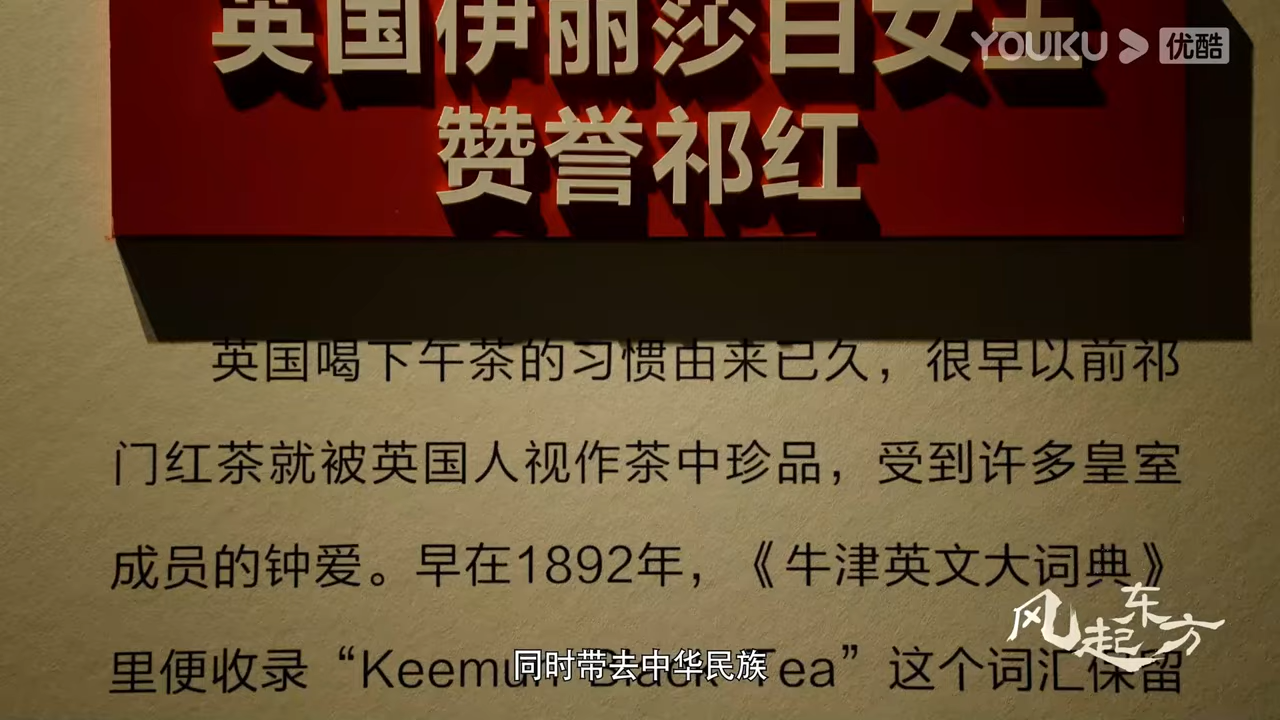 英国伊丽莎白女王
YOUKU 优酷
赞誉祁红
英国喝下午茶的习惯由来已久，很早以前祁
门红茶就被英国人视作茶中珍品，受到许多皇室
成员的钟爱。早在1892年，《牛津英文大词典》
风起东方
里便收录“Keemun Black Tea”这个词汇保留
同时带去中华民族